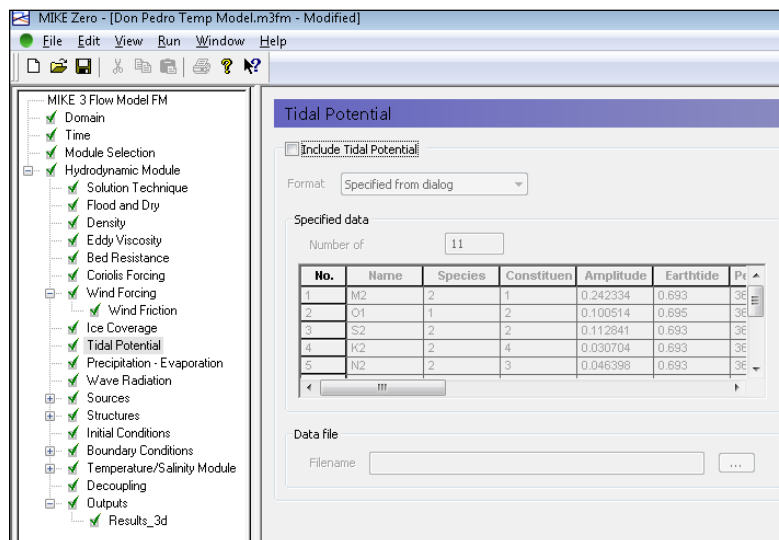 MIKE Zero - [Don Pedro Temp Model.m3fm - Modified]
File Edit View Run Window Help
MIKE 3 Flow Model FM
Domain
Time
Module Selection
Hydrodynamic Module
Solution Technique
Flood and Dry
Density
Eddy Viscosity
Bed Resistance
Coriolis Forcing
Wind Forcing
Wind Friction
Ice Coverage
Tidal Potential
Precipitation - Evaporation
Wave Radiation
Sources
Structures
Initial Conditions
Boundary Conditions
Temperature/Salinity Module
Decoupling
Outputs
Results_3d
Tidal Potential
Include Tidal Potential
Format Specified from dialog
Specified data
Number of 11
No. Name Species Constituen Amplitude Earthtide Pe
1 M2 2 1 0.242334 0.693 36
2 O1 1 2 0.100514 0.695 36
3 S2 2 2 0.112841 0.693 36
4 K2 2 4 0.030704 0.693 36
5 N2 2 3 0.046398 0.693 36
Data file
Filename ...